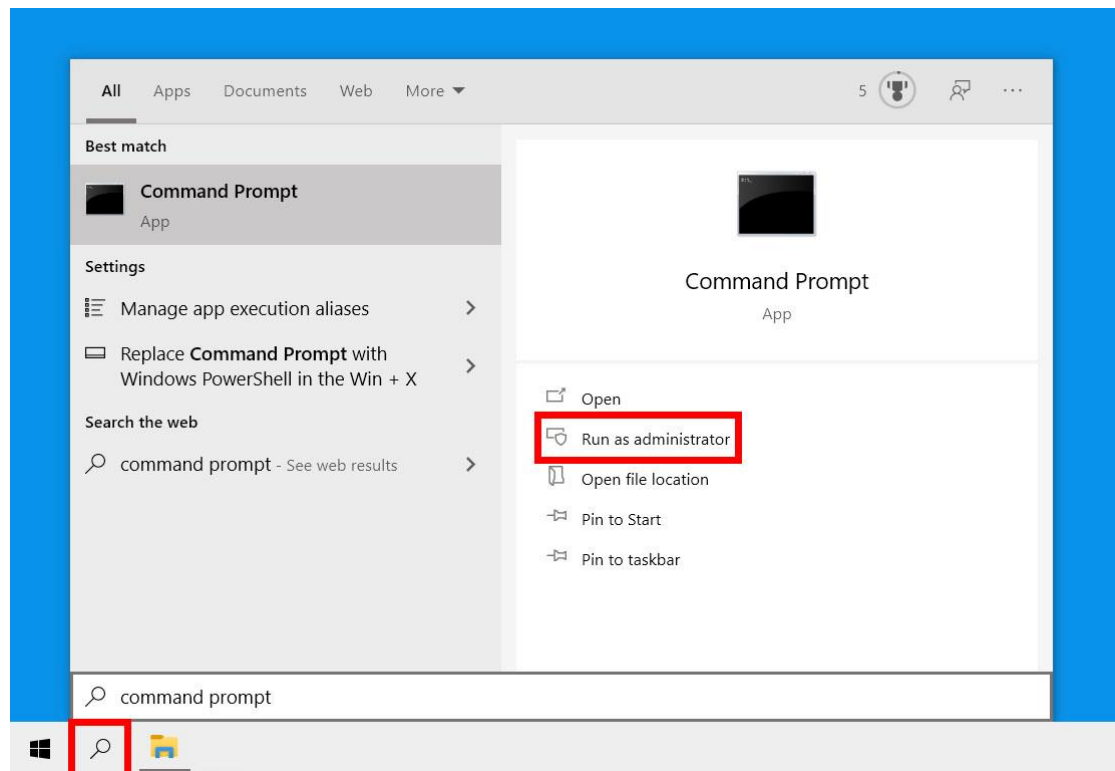 All Apps Documents Web More 5
Best match
Command Prompt
App
Settings
Manage app execution aliases
Replace Command Prompt with
Windows PowerShell in the Win + X
Search the web
command prompt - See web results
Command Prompt
App
Open
Run as administrator
Open file location
Pin to Start
Pin to taskbar
command prompt